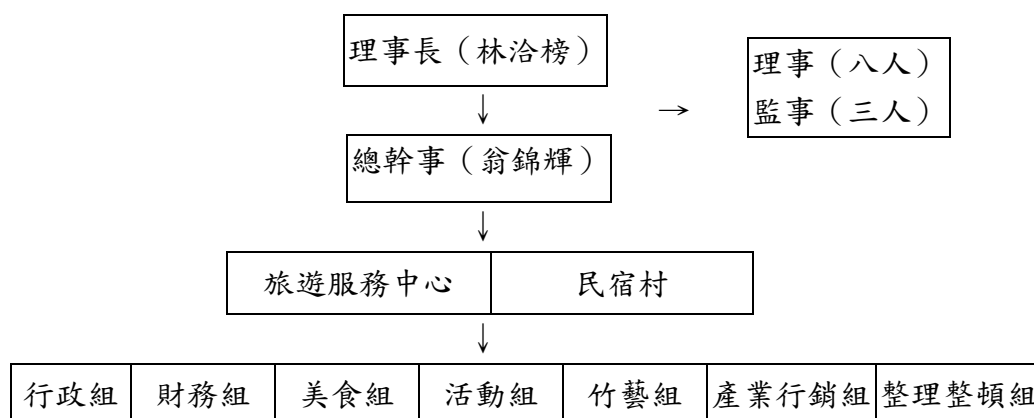 理事長（林洽榜）
理事（八人）
監事（三人）
總幹事（翁錦輝）
旅遊服務中心
民宿村
行政組
財務組
美食組
活動組
竹藝組
產業行銷組
整理整頓組